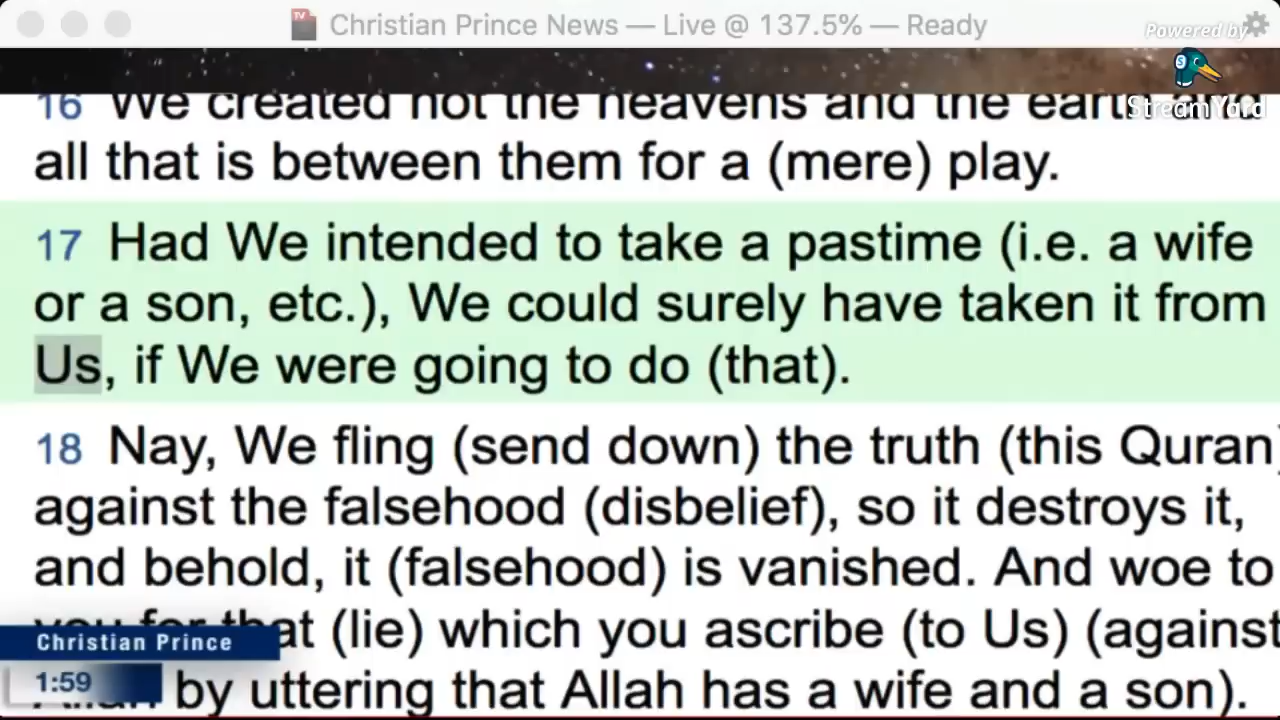 Christian Prince News — Live @ 137.5% — Ready
Powered by
StreamYard
16 We created not the heavens and the earth and
all that is between them for a (mere) play.
17 Had We intended to take a pastime (i.e. a wife
or a son, etc.), We could surely have taken it from
Us, if We were going to do (that).
18 Nay, We fling (send down) the truth (this Quran)
against the falsehood (disbelief), so it destroys it,
and behold, it (falsehood) is vanished. And woe to
you for that (lie) which you ascribe (to Us) (against
Allah by uttering that Allah has a wife and a son).
Christian Prince
1:59